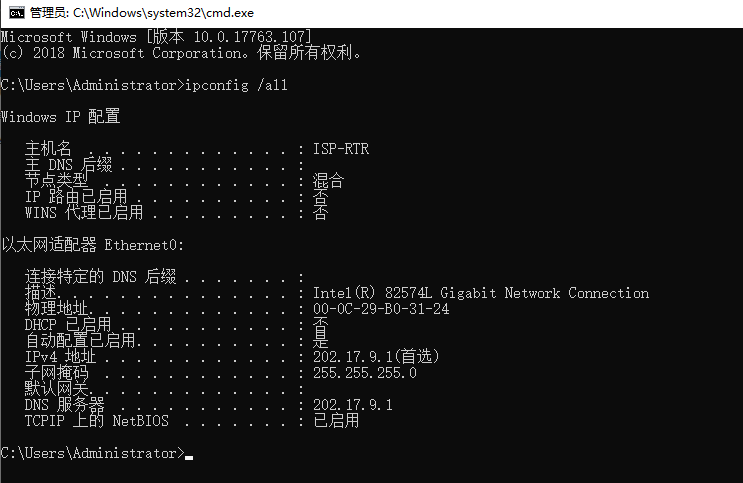 管理员: C:\Windows\system32\cmd.exe
Microsoft Windows [版本 10.0.17763.107]
(c) 2018 Microsoft Corporation。保留所有权利。
C:\Users\Administrator>ipconfig /all
Windows IP 配置
主机名 . . . . . . . . . . . . . : ISP-RTR
主 DNS 后缀 . . . . . . . . . . . :
节点类型 . . . . . . . . . . . . : 混合
IP 路由已启用 . . . . . . . . . . : 否
WINS 代理已启用 . . . . . . . . . : 否
以太网适配器 Ethernet0:
连接特定的 DNS 后缀 . . . . . . . :
描述. . . . . . . . . . . . . . . : Intel(R) 82574L Gigabit Network Connection
物理地址. . . . . . . . . . . . . : 00-0C-29-B0-31-24
DHCP 已启用 . . . . . . . . . . . : 否
自动配置已启用. . . . . . . . . . : 是
IPv4 地址 . . . . . . . . . . . . : 202.17.9.1(首选)
子网掩码 . . . . . . . . . . . . : 255.255.255.0
默认网关. . . . . . . . . . . . . :
DNS 服务器 . . . . . . . . . . . : 202.17.9.1
TCPIP 上的 NetBIOS . . . . . . . : 已启用
C:\Users\Administrator>